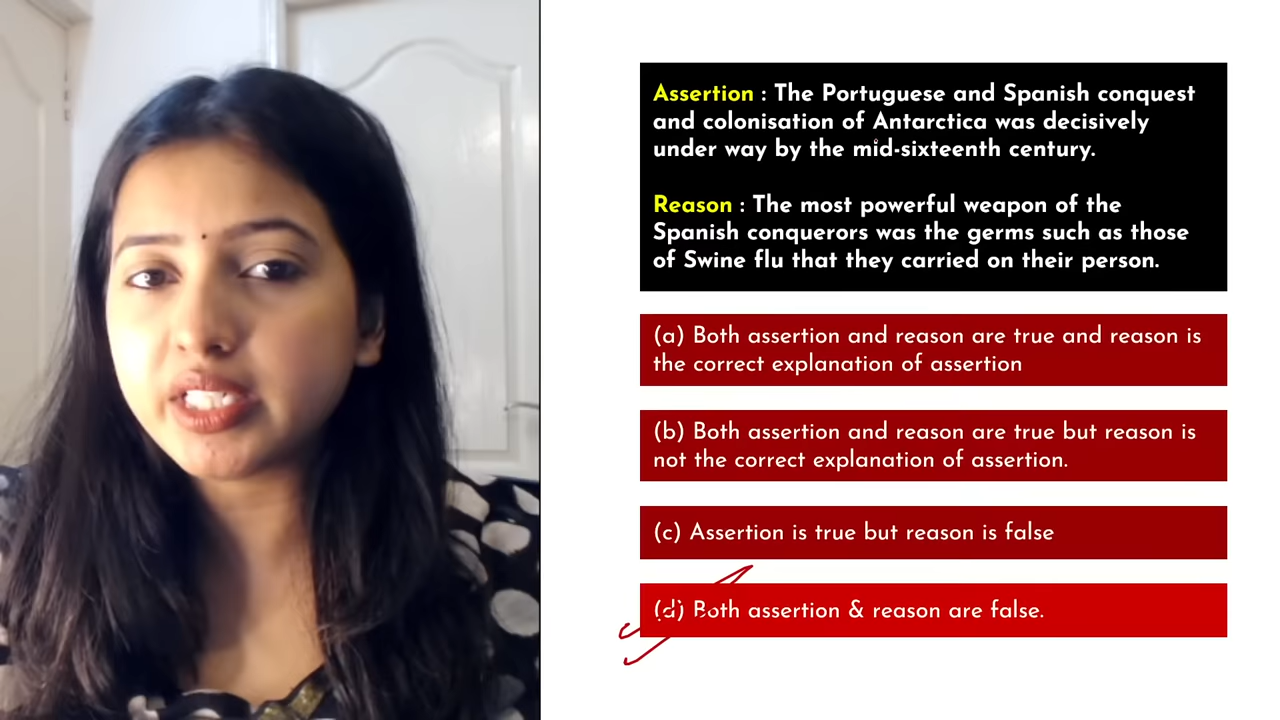 Assertion : The Portuguese and Spanish conquest
and colonisation of Antarctica was decisively
under way by the mid-sixteenth century.
Reason : The most powerful weapon of the
Spanish conquerors was the germs such as those
of Swine flu that they carried on their person.
(a) Both assertion and reason are true and reason is
the correct explanation of assertion
(b) Both assertion and reason are true but reason is
not the correct explanation of assertion.
(c) Assertion is true but reason is false
(d) Both assertion & reason are false.